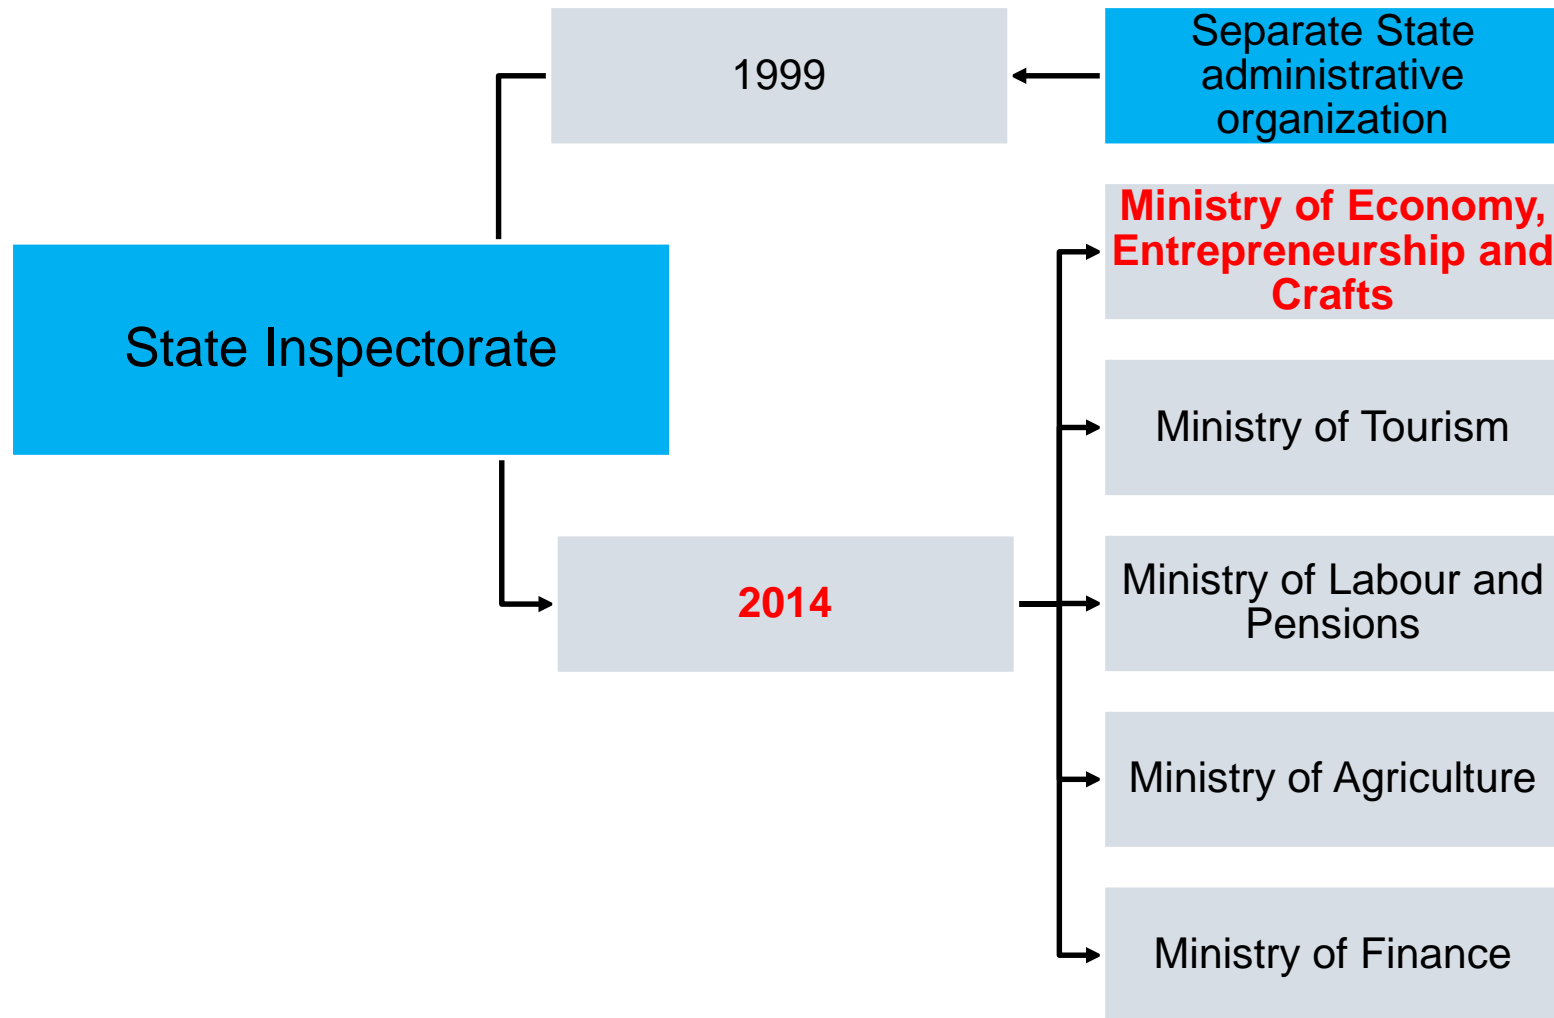 1999
Separate State
administrative
organization
Ministry of Economy,
Entrepreneurship and
Crafts
State Inspectorate
Ministry of Tourism
2014
Ministry of Labour and
Pensions
Ministry of Agriculture
Ministry of Finance